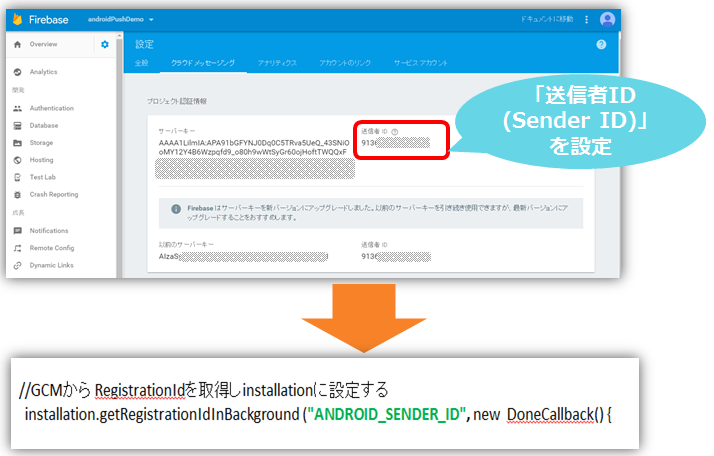 Firebase
androidPushDemo
ドキュメントに移動
Overview
設定
全般
クラウド メッセージング
アナリティクス
アカウントのリンク
サービス アカウント
Analytics
開発
Authentication
Database
Storage
Hosting
Test Lab
Crash Reporting
成長
Notifications
Remote Config
Dynamic Links
プロジェクト認証情報
サーバーキー
送信者 ID
9136
Firebase はサーバーキーを新バージョンにアップグレードしました。以前のサーバーキーを引き続き使用できますが、最新バージョンにア
ップグレードすることをおすすめします。
以前のサーバーキー
送信者 ID
9136
「送信者ID
(Sender ID)」
を設定
//GCMから RegistrationIdを取得しinstallationに設定する
installation.getRegistrationIdInBackground ("ANDROID_SENDER_ID", new DoneCallback() {